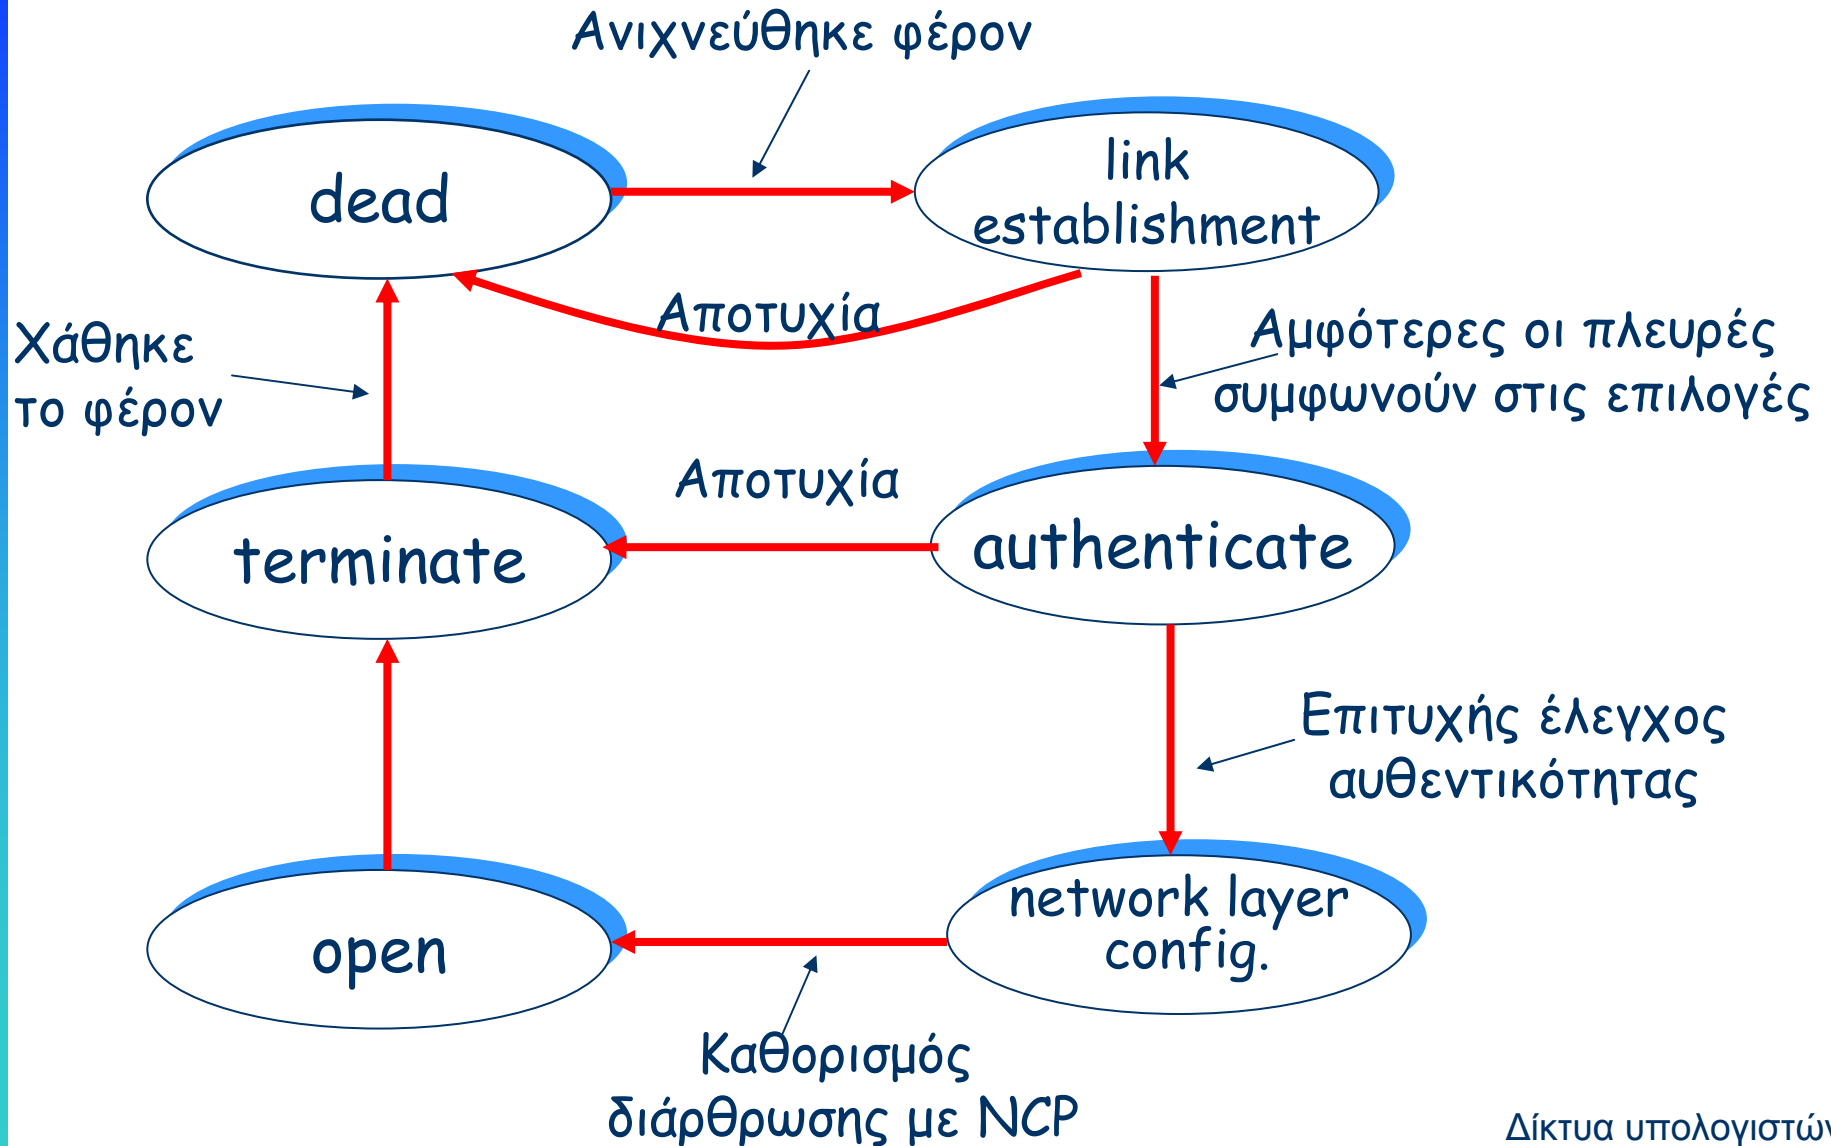 Ανιχνεύθηκε φέρον
dead
link
establishment
Αποτυχία
Χάθηκε
το φέρον
Αμφότερες οι πλευρές
συμφωνούν στις επιλογές
Αποτυχία
terminate
authenticate
Επιτυχής έλεγχος
αυθεντικότητας
open
network layer
config.
Καθορισμός
διάρθρωσης με NCP
Δίκτυα υπολογιστών